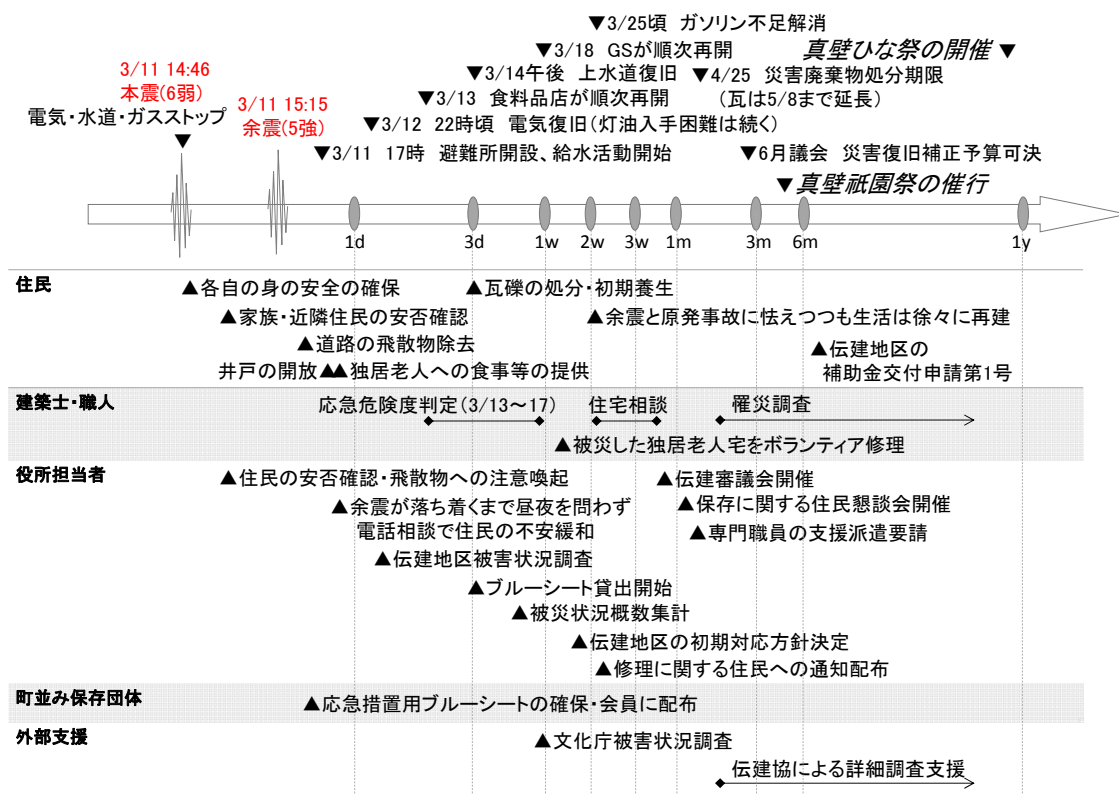 ▼3/25頃 ガソリン不足解消
▼3/18 GSが順次再開
真壁ひな祭の開催 ▼
3/11 14:46
本震(6弱)
▼3/14午後 上水道復旧
▼4/25 災害廃棄物処分期限
(瓦は5/8まで延長)
3/11 15:15
余震(5強)
▼3/13 食料品店が順次再開
電気・水道・ガスストップ
▼
▼3/12 22時頃 電気復旧(灯油入手困難は続く)
▼3/11 17時 避難所開設、給水活動開始
▼6月議会 災害復旧補正予算可決
▼真壁祇園祭の催行
1d
3d
1w
2w
3w
1m
3m
6m
1y
住民
▲各自の身の安全の確保
▲瓦礫の処分・初期養生
▲家族・近隣住民の安否確認
▲余震と原発事故に怯えつつも生活は徐々に再建
▲道路の飛散物除去
▲伝建地区の
補助金交付申請第1号
井戸の開放▲▲独居老人への食事等の提供
建築士・職人
応急危険度判定(3/13～17)
住宅相談
罹災調査
▲被災した独居老人宅をボランティア修理
役所担当者
▲住民の安否確認・飛散物への注意喚起
▲伝建審議会開催
▲余震が落ち着くまで昼夜を問わず
電話相談で住民の不安緩和
▲保存に関する住民懇談会開催
▲専門職員の支援派遣要請
▲伝建地区被害状況調査
▲ブルーシート貸出開始
▲被災状況概数集計
▲伝建地区の初期対応方針決定
▲修理に関する住民への通知配布
町並み保存団体
▲応急措置用ブルーシートの確保・会員に配布
外部支援
▲文化庁被害状況調査
伝建協による詳細調査支援